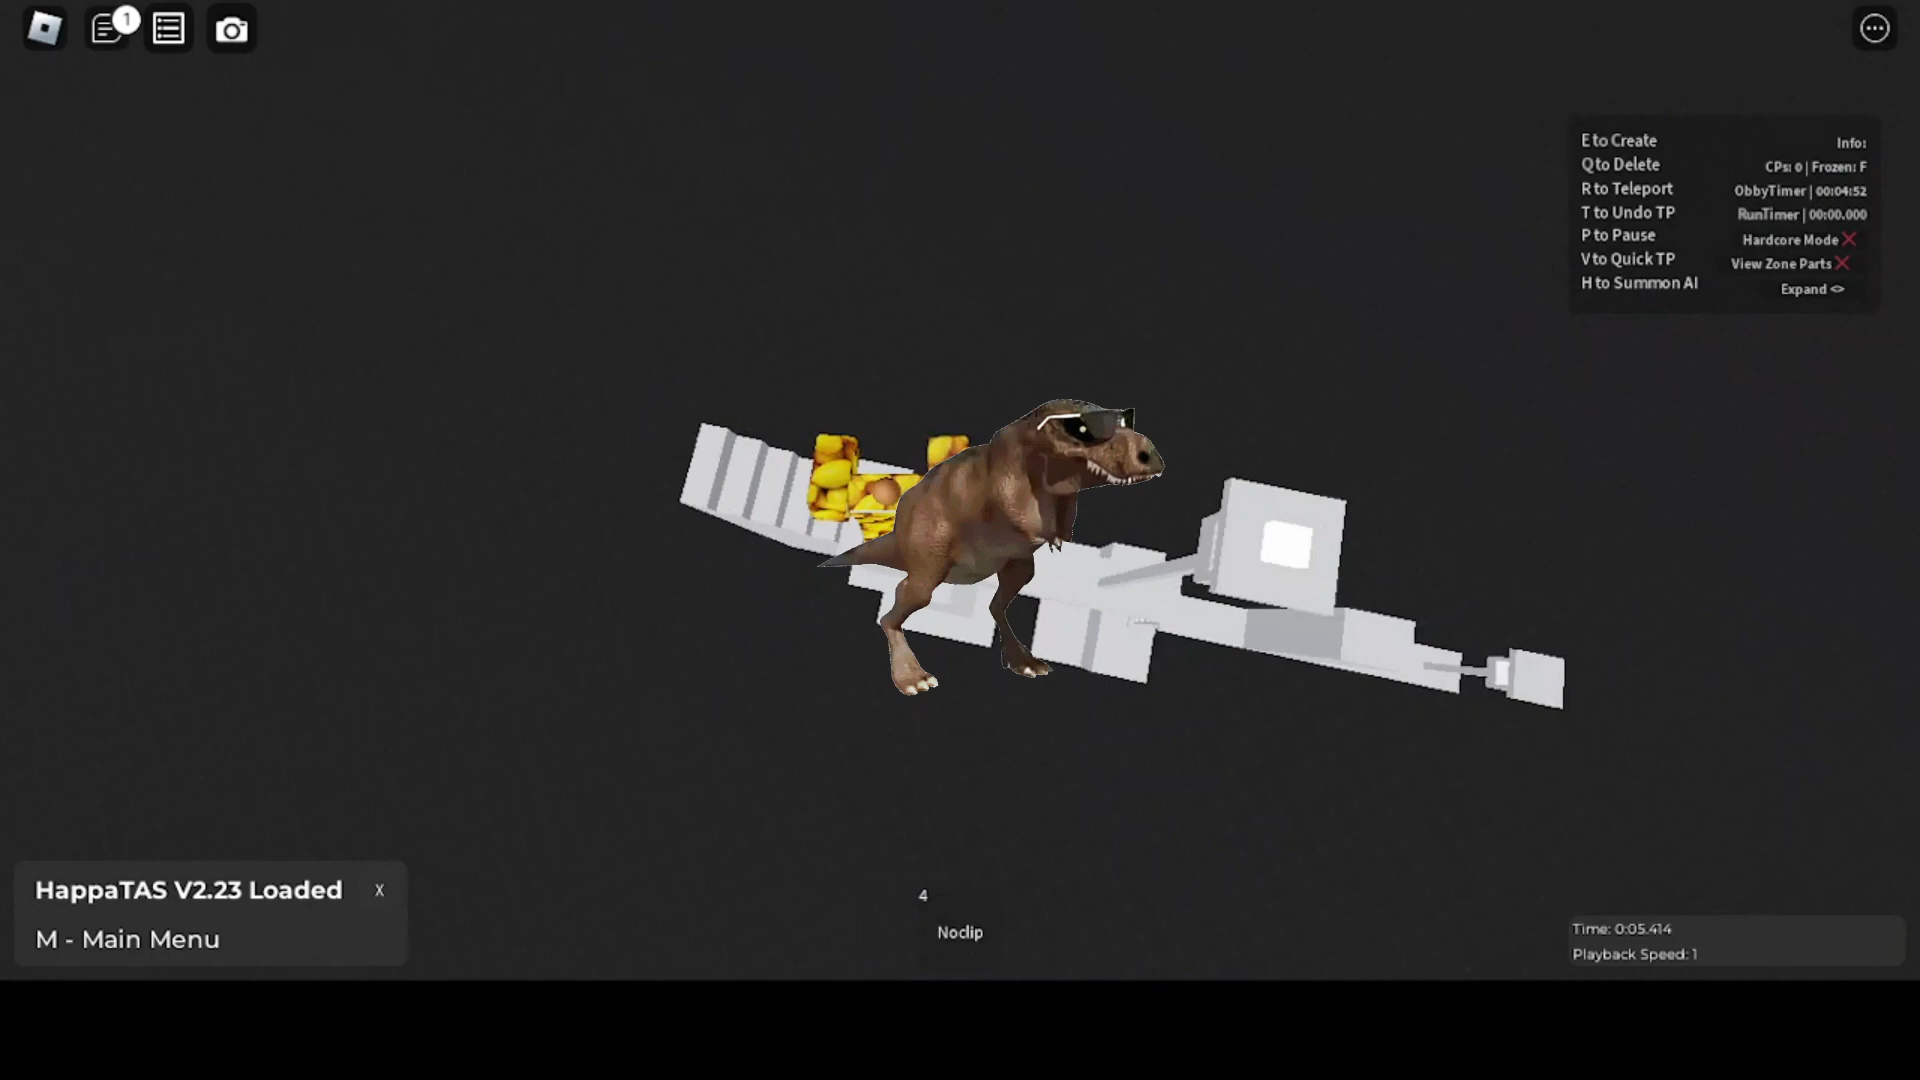 1
E to Create
Q to Delete
R to Teleport
T to Undo TP
P to Pause
V to Quick TP
H to Summon AI
Info:
CPs: 0 | Frozen: F
ObbyTimer | 00:04:52
RunTimer | 00:00.000
Hardcore Mode ❌
View Zone Parts ❌
Expand <>
HappaTAS V2.23 Loaded X
M - Main Menu
4
Noclip
Time: 0:05.414
Playback Speed: 1